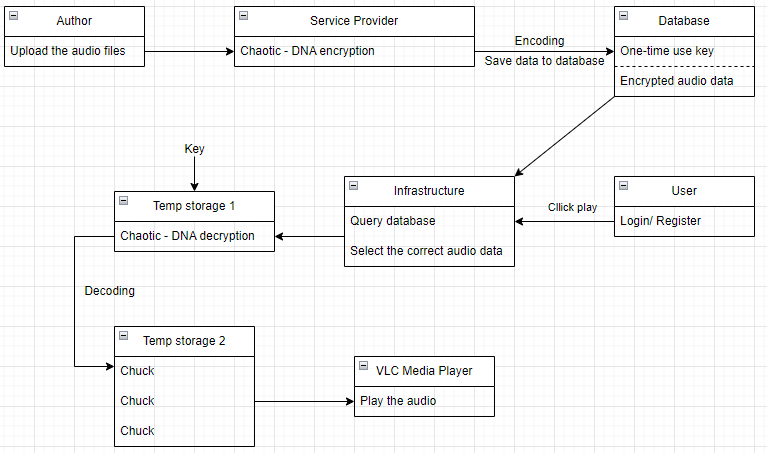 Author
Upload the audio files
Service Provider
Chaotic - DNA encryption
Encoding
Save data to database
Database
One-time use key
Encrypted audio data
Key
Temp storage 1
Chaotic - DNA decryption
Infrastructure
Query database
Select the correct audio data
Cllick play
User
Login/ Register
Decoding
Temp storage 2
Chuck
Chuck
Chuck
VLC Media Player
Play the audio